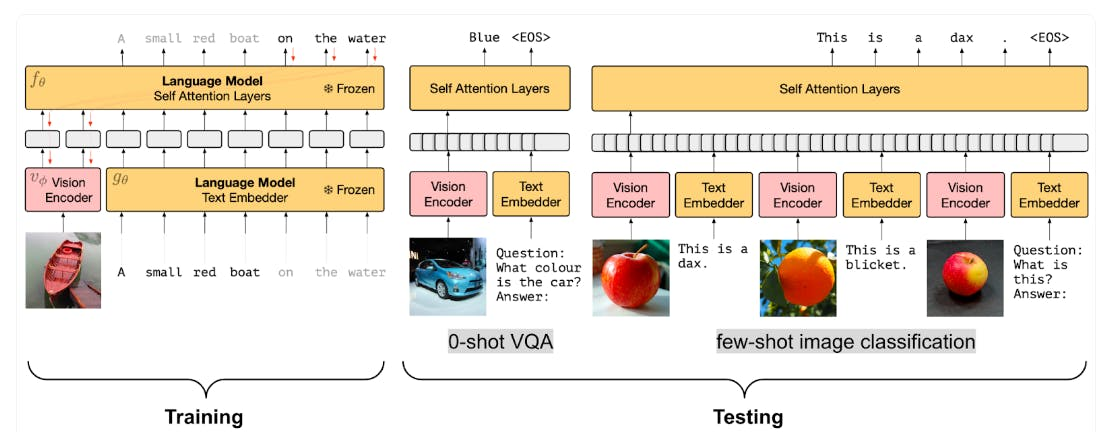 A small red boat on the water
fθ
Language Model
Self Attention Layers
❄ Frozen
vϕ Vision
Encoder
gθ
Language Model
Text Embedder
❄ Frozen
A small red boat on the water
Training
Blue <EOS>
Self Attention Layers
Vision
Encoder
Text
Embedder
Question:
What colour
is the car?
Answer:
0-shot VQA
This is a dax . <EOS>
Self Attention Layers
Vision
Encoder
Text
Embedder
Vision
Encoder
Text
Embedder
Vision
Encoder
Text
Embedder
This is a
dax.
This is a
blicket.
Question:
What is
this?
Answer:
few-shot image classification
Testing